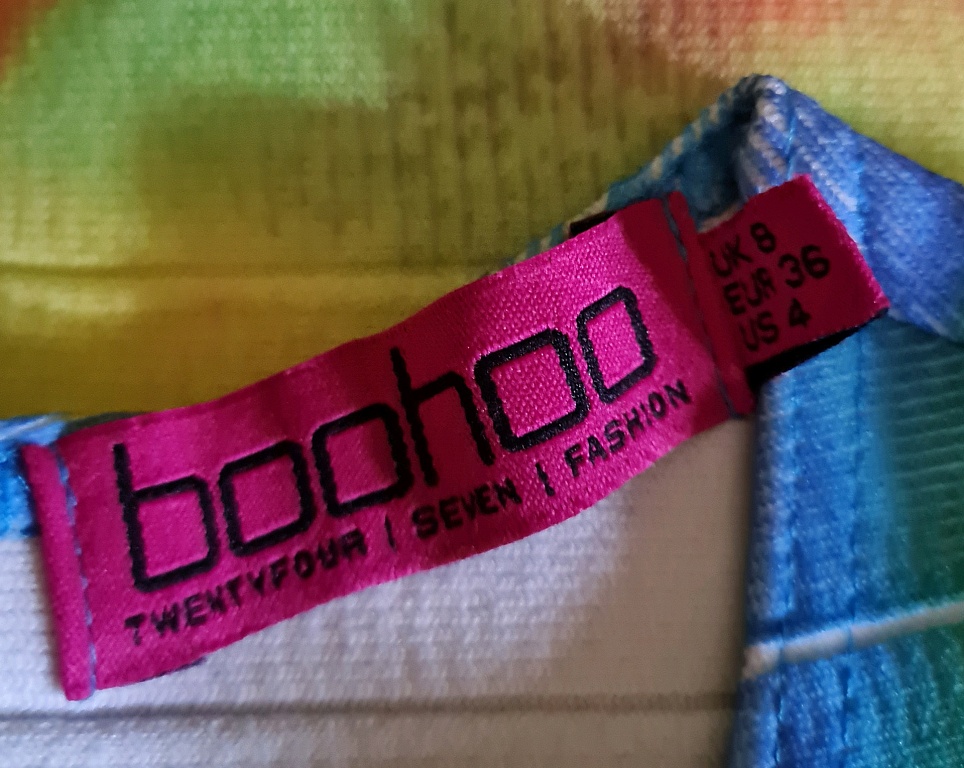 boohoo
TWENTYFOUR | SEVEN | FASHION
UK 8
EUR 36
US 4